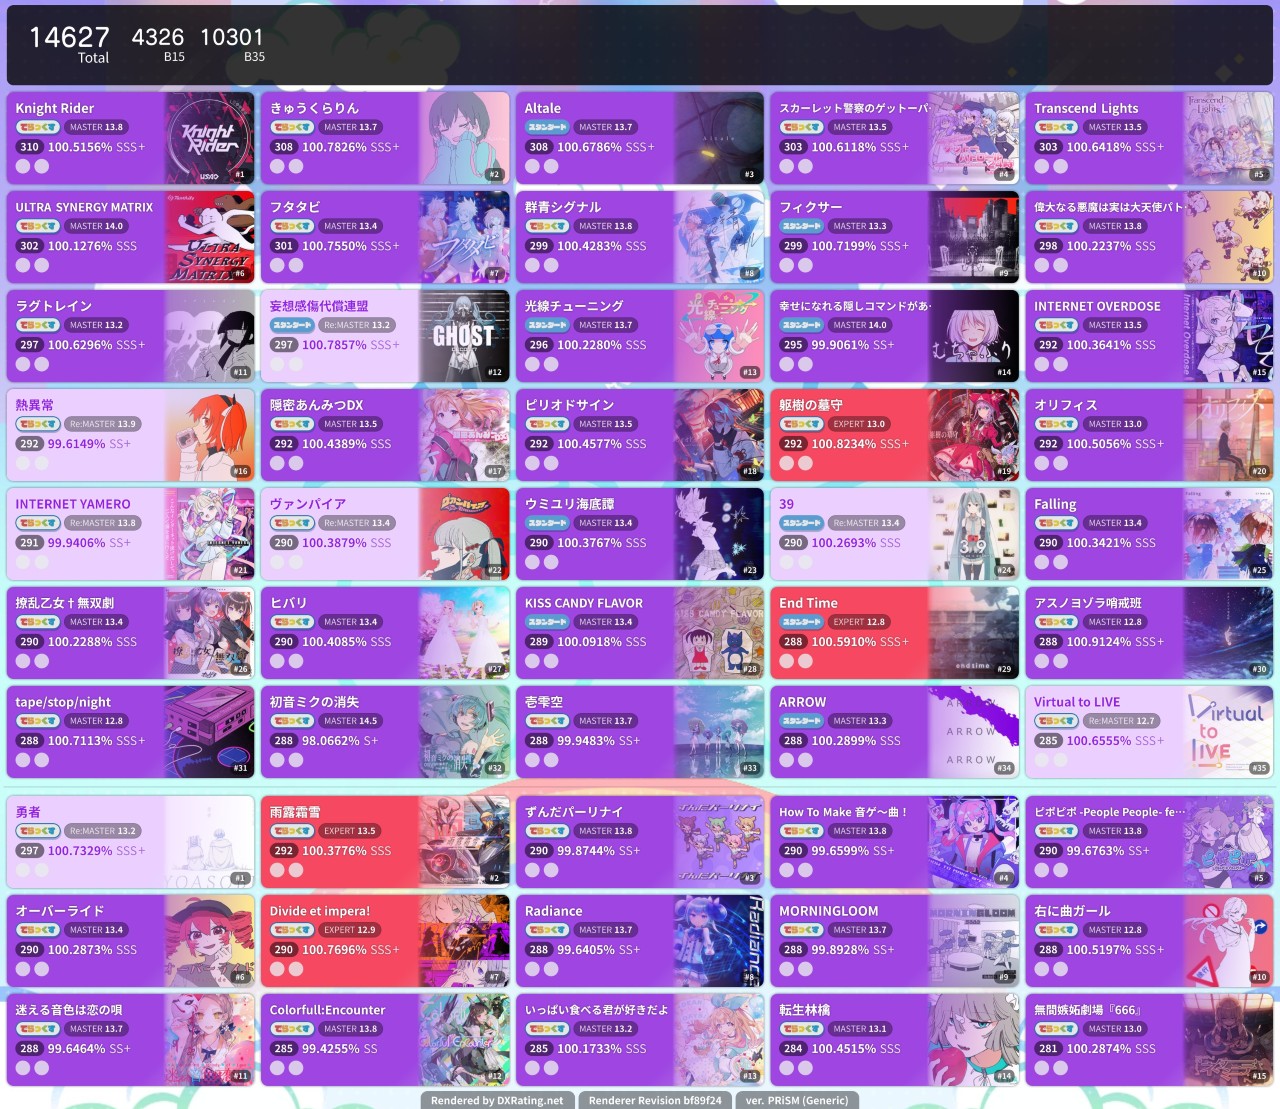 14627 4326 10301
Total B15 B35
Knight Rider
でらっくす MASTER 13.8
310 100.5156% SSS+
#1
きゅうくらりん
でらっくす MASTER 13.7
308 100.7826% SSS+
#2
Altale
スタンダード MASTER 13.7
308 100.6786% SSS+
#3
スカーレット警察のゲットーパ·
でらっくす MASTER 13.5
303 100.6118% SSS+
#4
Transcend Lights
でらっくす MASTER 13.5
303 100.6418% SSS+
#5
ULTRA SYNERGY MATRIX
でらっくす MASTER 14.0
302 100.1276% SSS
#6
フタタビ
でらっくす MASTER 13.4
301 100.7550% SSS+
#7
群青シグナル
でらっくす MASTER 13.8
299 100.4283% SSS
#8
フィクサー
スタンダード MASTER 13.3
299 100.7199% SSS+
#9
偉大なる悪魔は実は大天使パト·
でらっくす MASTER 13.8
298 100.2237% SSS
#10
ラグトレイン
でらっくす MASTER 13.2
297 100.6296% SSS+
#11
妄想感傷代償連盟
スタンダード Re:MASTER 13.2
297 100.7857% SSS+
GHOST
#12
光線チューニング
スタンダード MASTER 13.7
296 100.2280% SSS
#13
幸せになれる隠しコマンドがあ·
スタンダード MASTER 14.0
295 99.9061% SS+
#14
INTERNET OVERDOSE
でらっくす MASTER 13.5
292 100.3641% SSS
#15
熱異常
でらっくす Re:MASTER 13.9
292 99.6149% SS+
#16
隠密あんみつDX
でらっくす MASTER 13.5
292 100.4389% SSS
#17
ピリオドサイン
でらっくす MASTER 13.5
292 100.4577% SSS
#18
躯樹の墓守
でらっくす EXPERT 13.0
292 100.8234% SSS+
#19
オリフィス
でらっくす MASTER 13.0
292 100.5056% SSS+
#20
INTERNET YAMERO
でらっくす Re:MASTER 13.8
291 99.9406% SS+
#21
ヴァンパイア
でらっくす Re:MASTER 13.4
290 100.3879% SSS
#22
ウミユリ海底譚
スタンダード MASTER 13.4
290 100.3767% SSS
#23
39
スタンダード Re:MASTER 13.4
290 100.2693% SSS
#24
Falling
でらっくす MASTER 13.4
290 100.3421% SSS
#25
撩乱乙女†無双劇
でらっくす MASTER 13.4
290 100.2288% SSS
#26
ヒバリ
でらっくす MASTER 13.4
290 100.4085% SSS
#27
KISS CANDY FLAVOR
スタンダード MASTER 13.4
289 100.0918% SSS
#28
End Time
スタンダード EXPERT 12.8
288 100.5910% SSS+
endtime
#29
アスノヨゾラ哨戒班
スタンダード MASTER 12.8
288 100.9124% SSS+
#30
tape/stop/night
でらっくす MASTER 12.8
288 100.7113% SSS+
#31
初音ミクの消失
でらっくす MASTER 14.5
288 98.0662% S+
#32
壱雫空
でらっくす MASTER 13.7
288 99.9483% SS+
#33
ARROW
スタンダード MASTER 13.3
288 100.2899% SSS
ARROW
ARROW
#34
Virtual to LIVE
でらっくす Re:MASTER 12.7
285 100.6555% SSS+
Virtual to LIVE
#35
勇者
でらっくす Re:MASTER 13.2
297 100.7329% SSS+
#1
雨露霜雪
でらっくす EXPERT 13.5
292 100.3776% SSS
#2
ずんだパーリナイ
でらっくす MASTER 13.8
290 99.8744% SS+
#3
How To Make 音ゲ〜曲！
でらっくす MASTER 13.8
290 99.6599% SS+
#4
ピポピポ -People People- fe···
でらっくす MASTER 13.8
290 99.6763% SS+
#5
オーバーライド
でらっくす MASTER 13.4
290 100.2873% SSS
#6
Divide et impera!
でらっくす EXPERT 12.9
290 100.7696% SSS+
#7
Radiance
でらっくす MASTER 13.7
288 99.6405% SS+
#8
MORNINGLOOM
でらっくす MASTER 13.7
288 99.8928% SS+
#9
右に曲ガール
でらっくす MASTER 12.8
288 100.5197% SSS+
#10
迷える音色は恋の唄
でらっくす MASTER 13.7
288 99.6464% SS+
#11
Colorfull:Encounter
でらっくす MASTER 13.8
285 99.4255% SS
#12
いっぱい食べる君が好きだよ
でらっくす MASTER 13.2
285 100.1733% SSS
#13
転生林檎
でらっくす MASTER 13.1
284 100.4515% SSS
#14
無間嫉妬劇場『666』
でらっくす MASTER 13.0
281 100.2874% SSS
#15
Rendered by DXRating.net Renderer Revision bf89f24 ver. PRiSM (Generic)